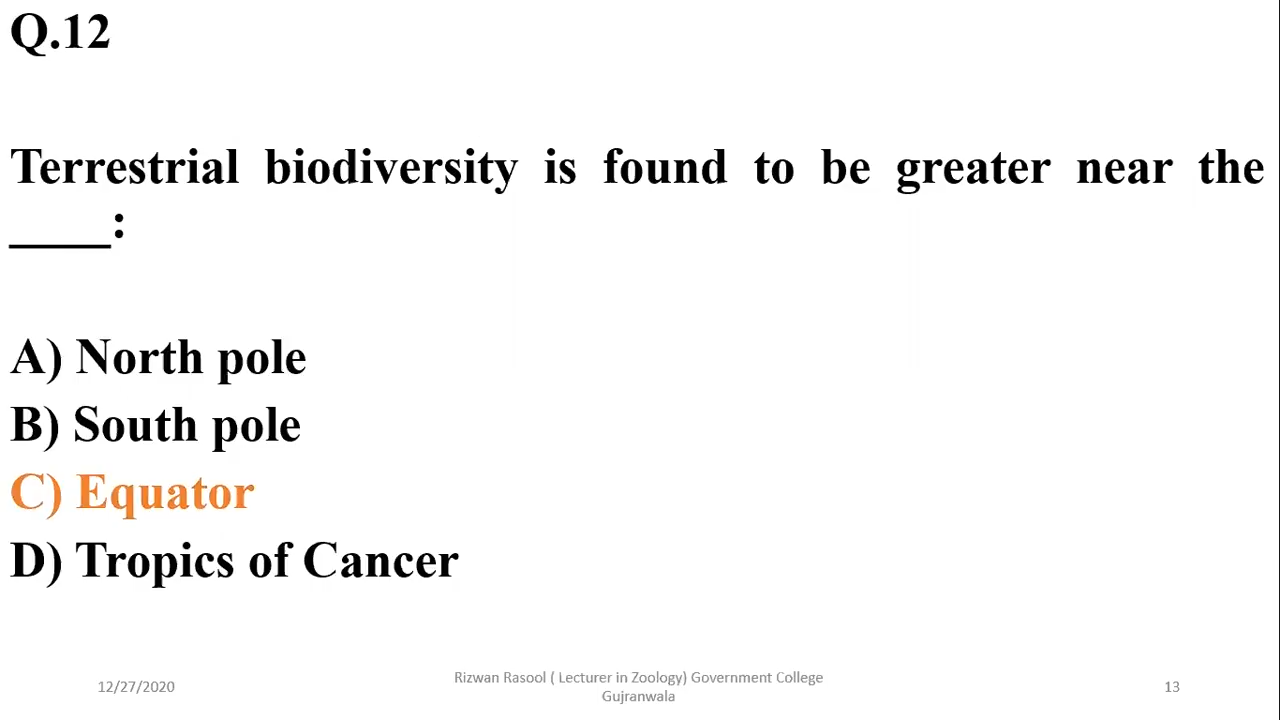 Q.12
Terrestrial biodiversity is found to be greater near the
____:
A) North pole
B) South pole
C) Equator
D) Tropics of Cancer
12/27/2020
Rizwan Rasool ( Lecturer in Zoology) Government College
Gujranwala
13